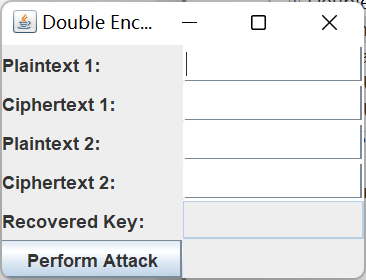 Double Enc...
Plaintext 1:
Ciphertext 1:
Plaintext 2:
Ciphertext 2:
Recovered Key:
Perform Attack